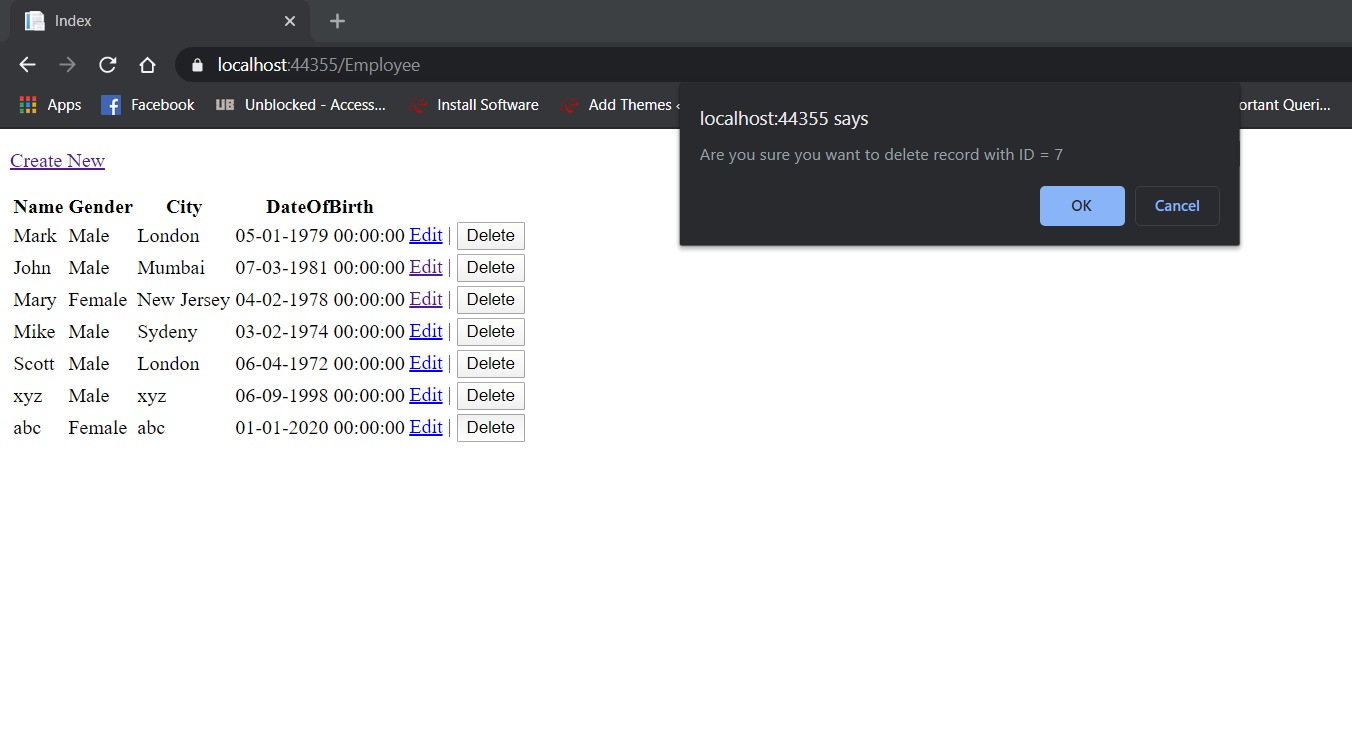 Index
localhost:44355/Employee
Apps Facebook UB Unblocked - Access... Install Software Add Themes ortant Queri...
localhost:44355 says
Are you sure you want to delete record with ID = 7
OK Cancel
Create New
Name Gender City DateOfBirth
Mark Male London 05-01-1979 00:00:00 Edit | Delete
John Male Mumbai 07-03-1981 00:00:00 Edit | Delete
Mary Female New Jersey 04-02-1978 00:00:00 Edit | Delete
Mike Male Sydeny 03-02-1974 00:00:00 Edit | Delete
Scott Male London 06-04-1972 00:00:00 Edit | Delete
xyz Male xyz 06-09-1998 00:00:00 Edit | Delete
abc Female abc 01-01-2020 00:00:00 Edit | Delete